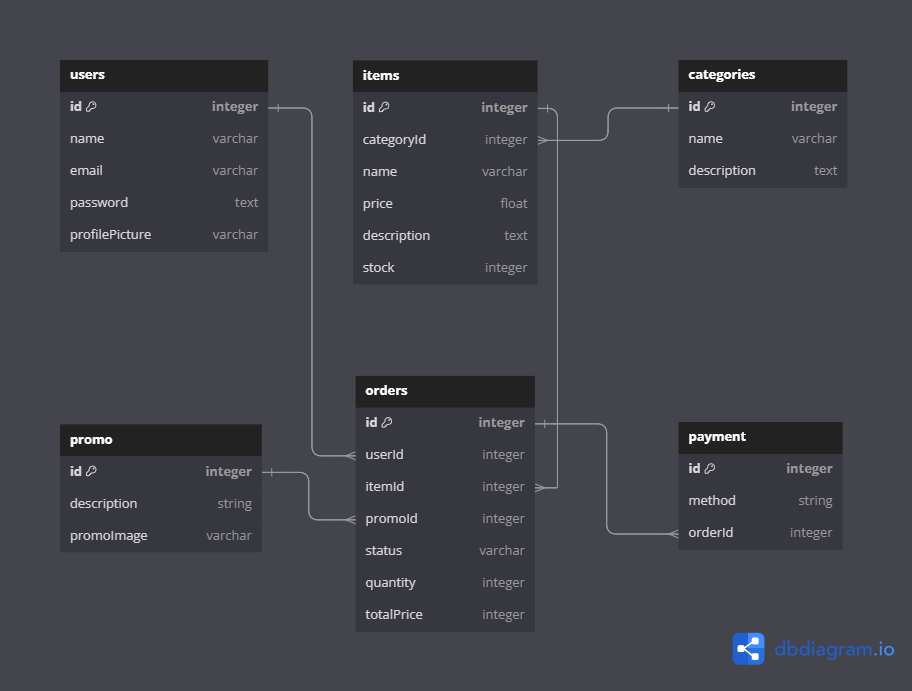 users
id integer
name varchar
email varchar
password text
profilePicture varchar
items
id integer
categoryId integer
name varchar
price float
description text
stock integer
categories
id integer
name varchar
description text
promo
id integer
description string
promoImage varchar
orders
id integer
userId integer
itemId integer
promoId integer
status varchar
quantity integer
totalPrice integer
payment
id integer
method string
orderId integer
dbdiagram.io